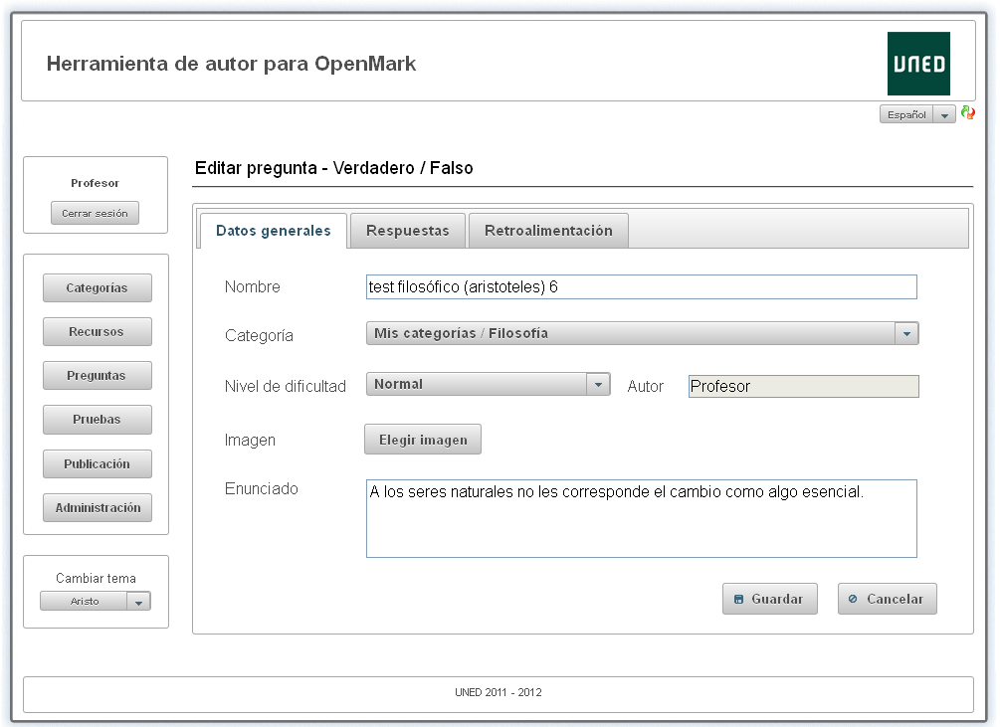 Herramienta de autor para OpenMark
UNED
Español
Profesor
Cerrar sesión
Categorías
Recursos
Preguntas
Pruebas
Publicación
Administración
Cambiar tema
Aristo
Editar pregunta - Verdadero / Falso
Datos generales Respuestas Retroalimentación
Nombre test filosófico (aristoteles) 6
Categoría Mis categorías / Filosofía
Nivel de dificultad Normal Autor Profesor
Imagen Elegir imagen
Enunciado A los seres naturales no les corresponde el cambio como algo esencial.
Guardar Cancelar
UNED 2011 - 2012